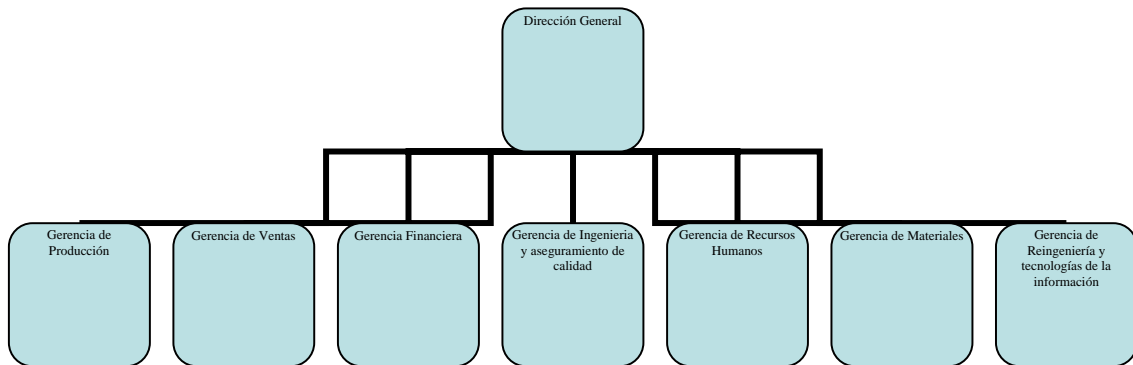 Dirección General
Gerencia de
Producción
Gerencia de Ventas
Gerencia Financiera
Gerencia de Ingenieria
y aseguramiento de
calidad
Gerencia de Recursos
Humanos
Gerencia de Materiales
Gerencia de
Reingeniería y
tecnologías de la
información